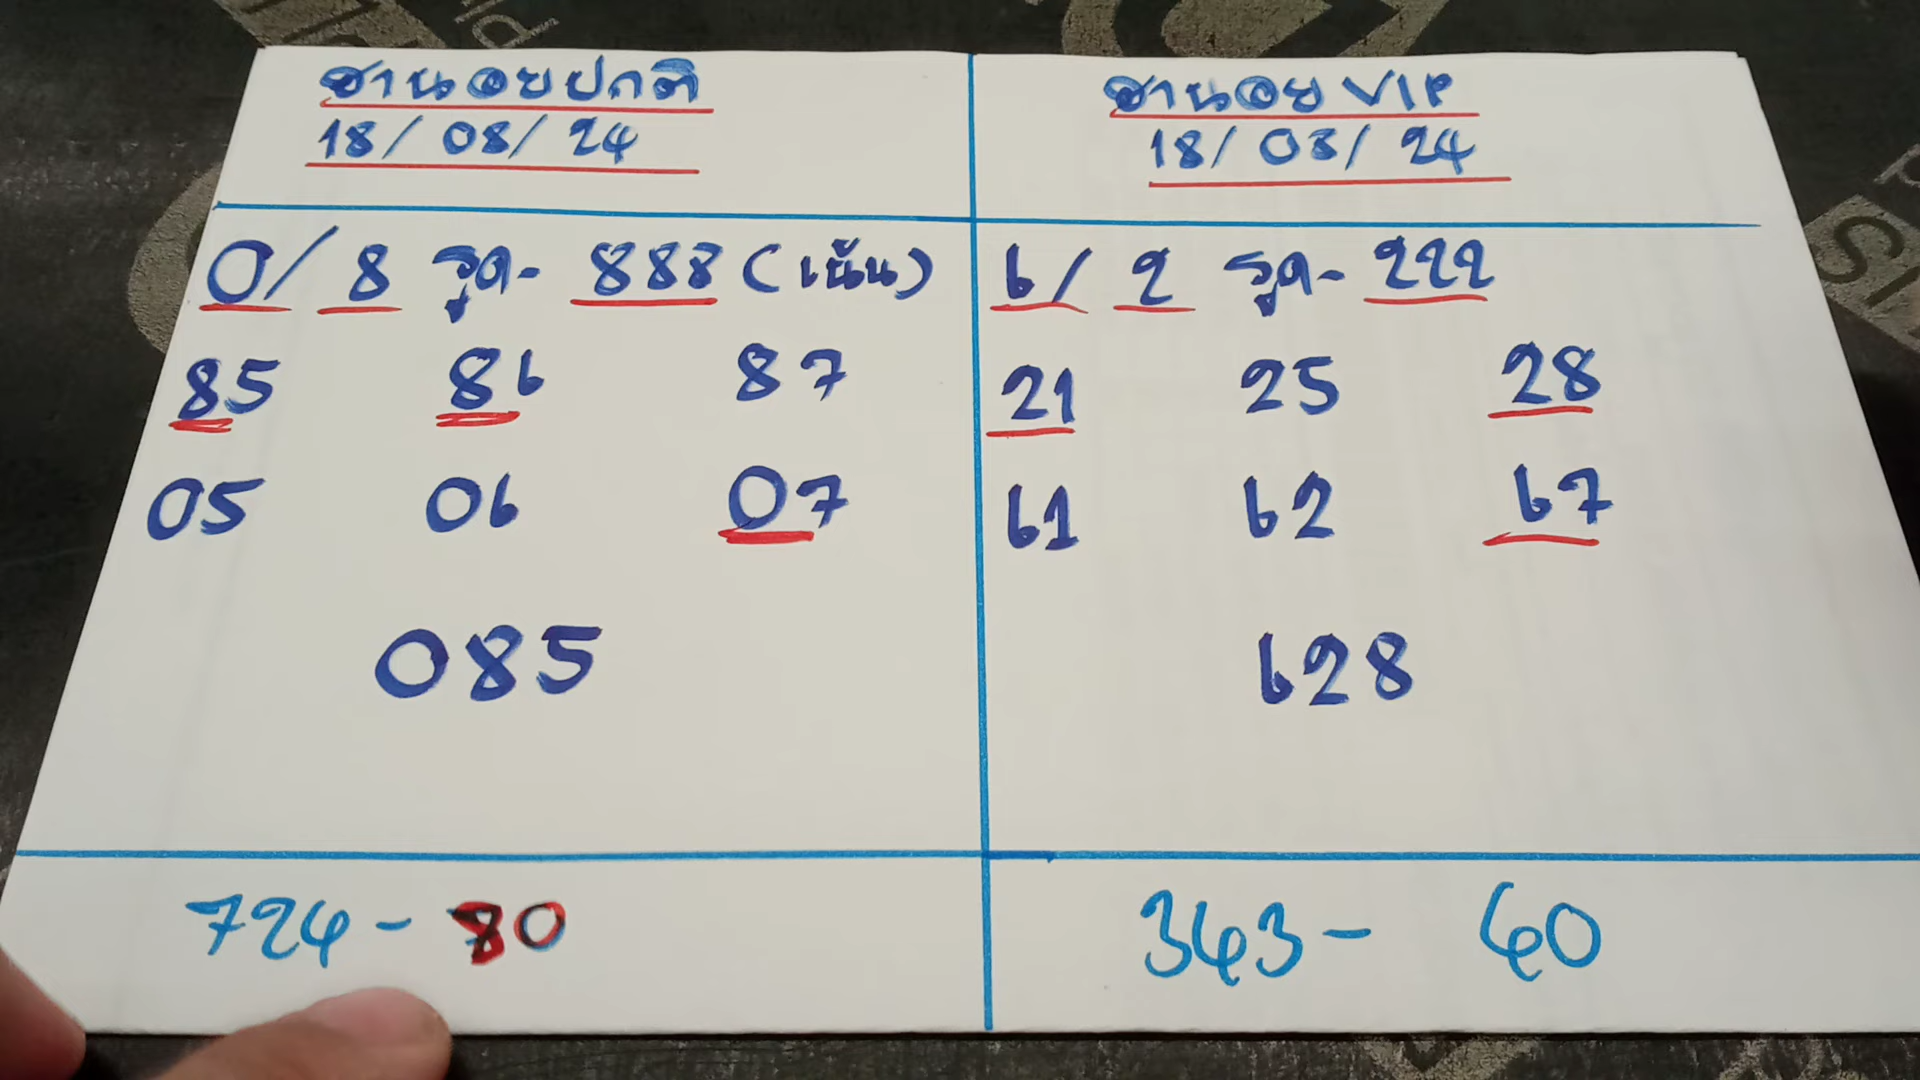 ฮานอยปกติ
18/ 08/ 24
0/ 8 รูด- 888 (เน้น)
85 86 87
05 06 07
085
724 - 80
ฮานอย VIP
18/ 08/ 24
6/ 2 รูด- 222
21 25 28
61 62 67
628
343 - 40